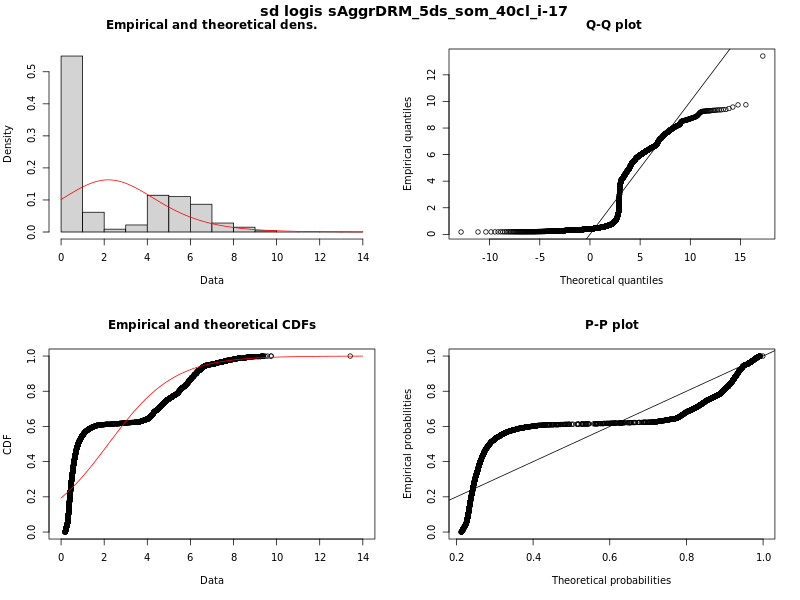 sd logis sAggrDRM_5ds_som_40cl_i-17
Empirical and theoretical dens.
Density
0.0 0.1 0.2 0.3 0.4 0.5
0 2 4 6 8 10 12 14
Data
Q-Q plot
Empirical quantiles
0 2 4 6 8 10 12
-10 -5 0 5 10 15
Theoretical quantiles
Empirical and theoretical CDFs
CDF
0.0 0.2 0.4 0.6 0.8 1.0
0 2 4 6 8 10 12 14
Data
P-P plot
Empirical probabilities
0.0 0.2 0.4 0.6 0.8 1.0
0.2 0.4 0.6 0.8 1.0
Theoretical probabilities